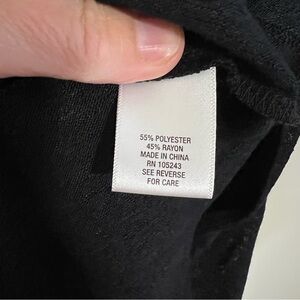 55% POLYESTER
45% RAYON
MADE IN CHINA
RN 105243
SEE REVERSE
FOR CARE